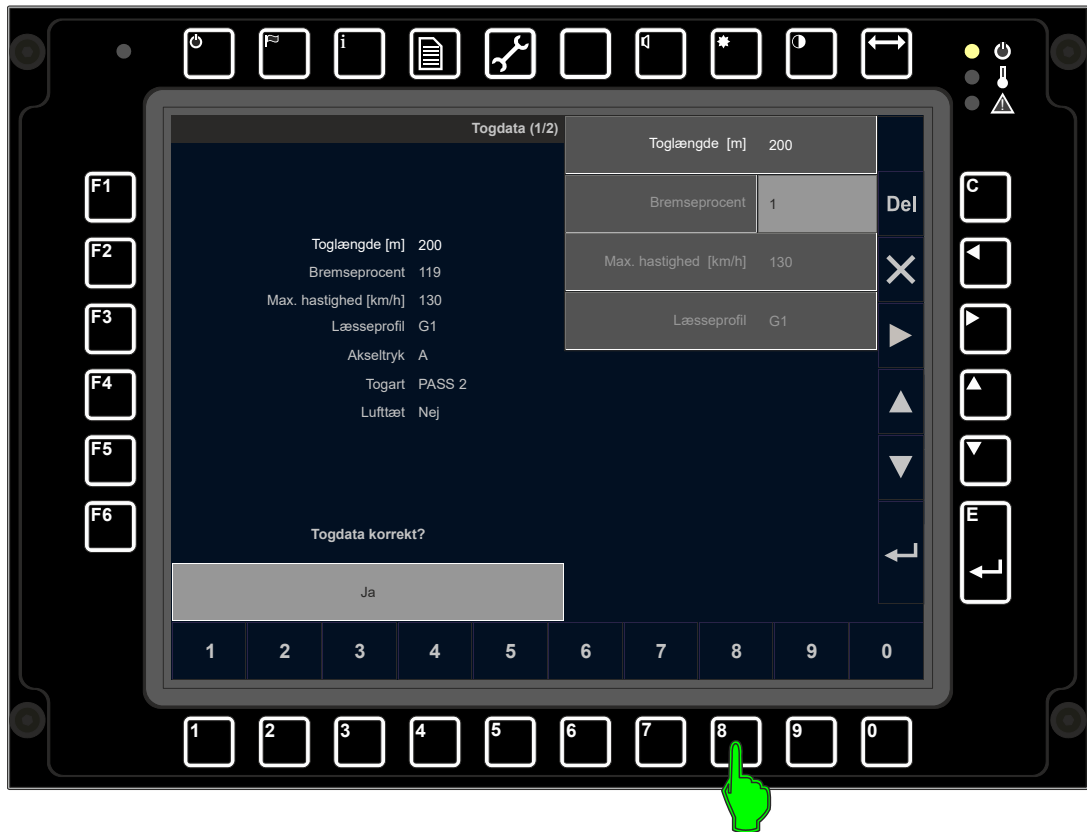 i
Togdata (1/2)
Toglængde [m] 200
Bremseprocent 1
Max. hastighed [km/h] 130
Læsseprofil G1
Toglængde [m] 200
Bremseprocent 119
Max. hastighed [km/h] 130
Læsseprofil G1
Akseltryk A
Togart PASS 2
Lufttæt Nej
Togdata korrekt?
Ja
Del
F1
F2
F3
F4
F5
F6
C
E
1 2 3 4 5 6 7 8 9 0
1 2 3 4 5 6 7 8 9 0